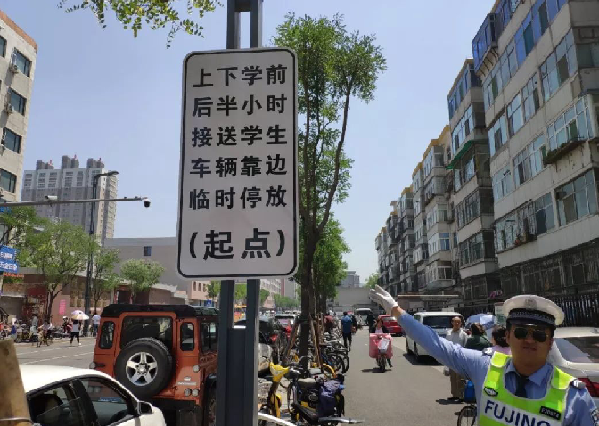 上下学前
后半小时
接送学生
车辆靠边
临时停放
(起点)
FUJING